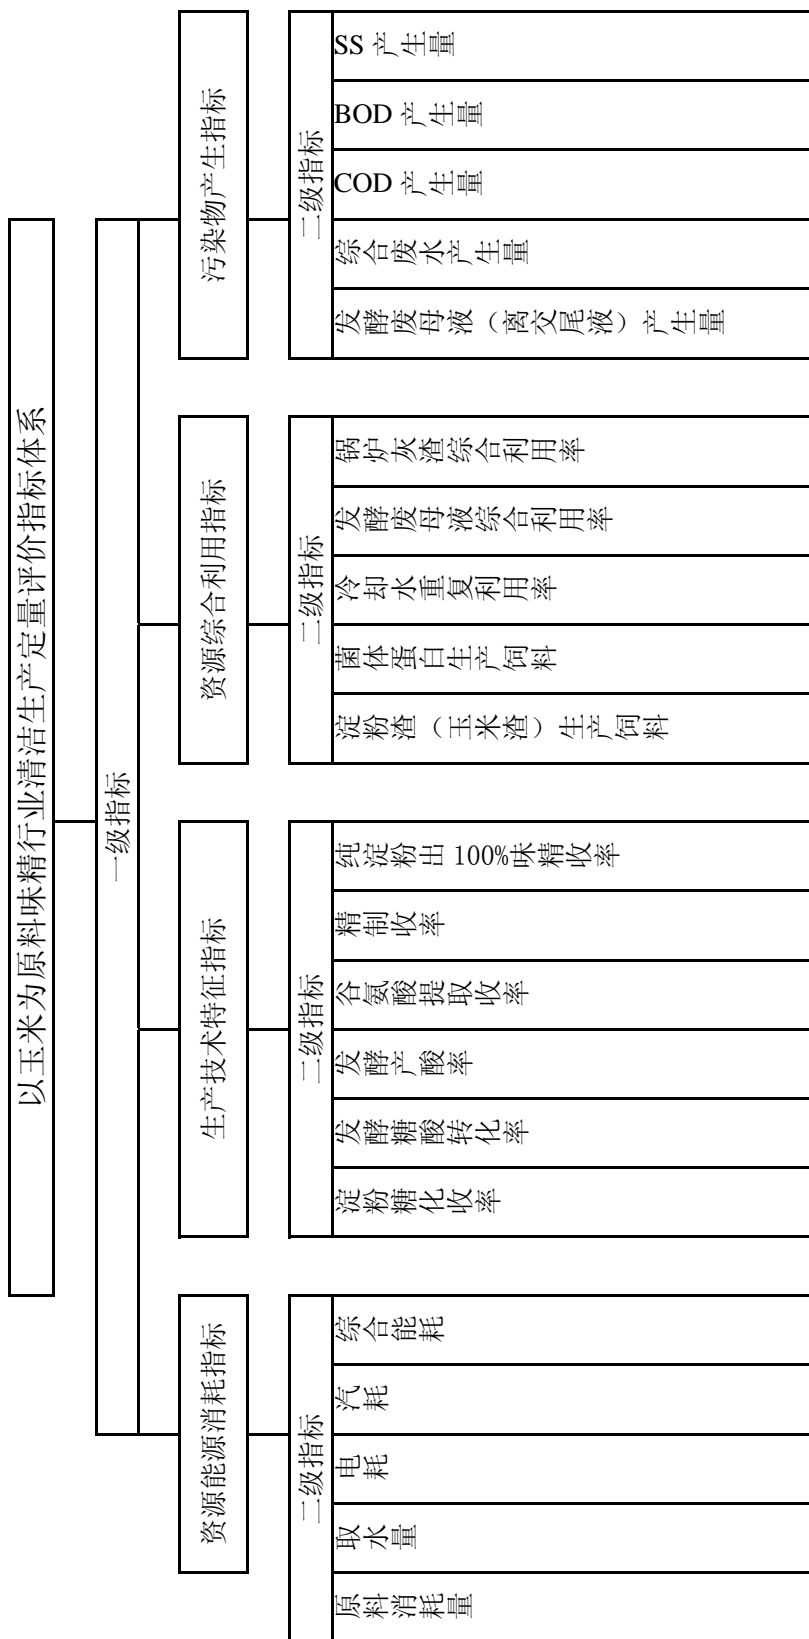 以玉米为原料味精行业清洁生产定量评价指标体系
一级指标
资源能源消耗指标
二级指标
原料消耗量
取水量
电耗
汽耗
综合能耗
生产技术特征指标
二级指标
淀粉糖化收率
发酵糖酸转化率
发酵产酸率
谷氨酸提取收率
精制收率
纯淀粉出 100%味精收率
资源综合利用指标
二级指标
淀粉渣（玉米渣）生产饲料
菌体蛋白生产饲料
冷却水重复利用率
发酵废母液综合利用率
锅炉灰渣综合利用率
污染物产生指标
二级指标
发酵废母液（离交尾液）产生量
综合废水产生量
COD 产生量
BOD 产生量
SS 产生量